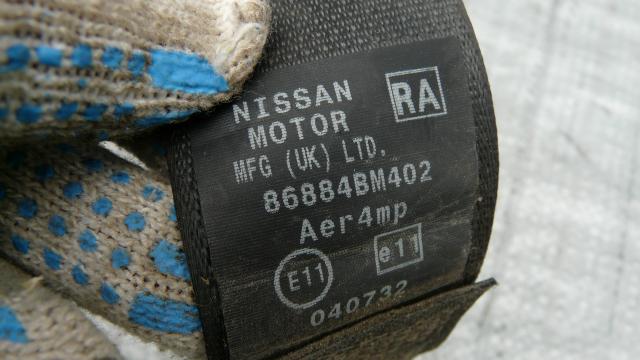 NISSAN
MOTOR
RA
MFG (UK) LTD.
86884BM402
Aer4mp
E11
e11
040732